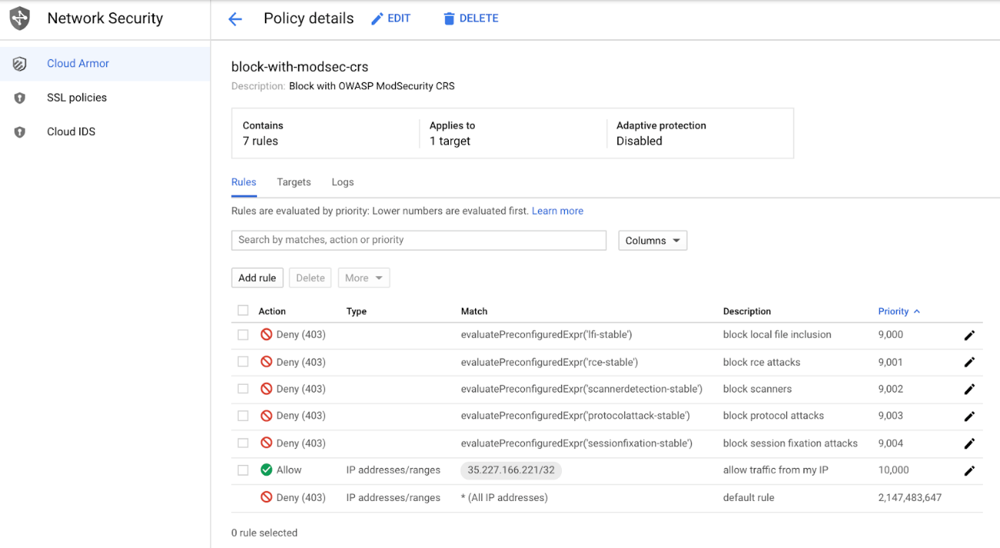 Network Security
Policy details
EDIT
DELETE
Cloud Armor
SSL policies
Cloud IDS
block-with-modsec-crs
Description: Block with OWASP ModSecurity CRS
Contains Applies to Adaptive protection
7 rules 1 target Disabled
Rules Targets Logs
Rules are evaluated by priority: Lower numbers are evaluated first. Learn more
Search by matches, action or priority Columns
Add rule Delete More
Action Type Match Description Priority
Deny (403) evaluatePreconfiguredExpr('lfi-stable') block local file inclusion 9,000
Deny (403) evaluatePreconfiguredExpr('rce-stable') block rce attacks 9,001
Deny (403) evaluatePreconfiguredExpr('scannerdetection-stable') block scanners 9,002
Deny (403) evaluatePreconfiguredExpr('protocolattack-stable') block protocol attacks 9,003
Deny (403) evaluatePreconfiguredExpr('sessionfixation-stable') block session fixation attacks 9,004
Allow IP addresses/ranges 35.227.166.221/32 allow traffic from my IP 10,000
Deny (403) IP addresses/ranges * (All IP addresses) default rule 2,147,483,647
0 rule selected